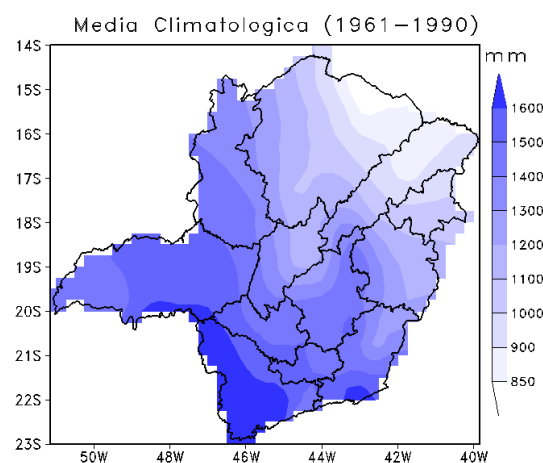 Media Climatologica (1961-1990)
mm
14S
15S
16S
17S
18S
19S
20S
21S
22S
23S
50W
48W
46W
44W
42W
40W
1600
1500
1400
1300
1200
1100
1000
900
850